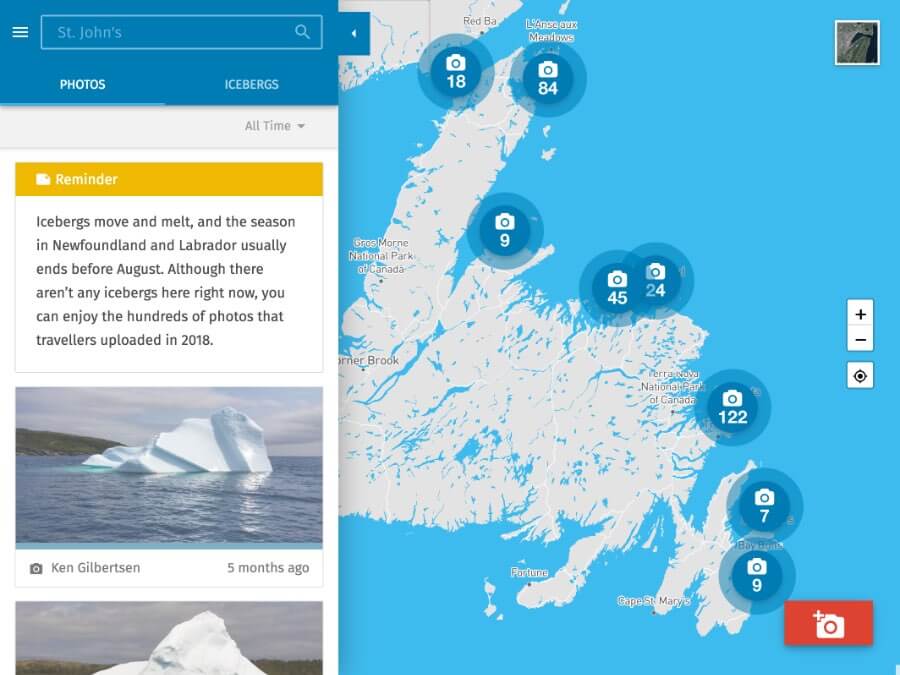 St. John's
PHOTOS
ICEBERGS
All Time
Reminder
Icebergs move and melt, and the season
in Newfoundland and Labrador usually
ends before August. Although there
aren't any icebergs here right now, you
can enjoy the hundreds of photos that
travellers uploaded in 2018.
Ken Gilbertsen
5 months ago
Red Ba
L'Anse aux
Meadows
18
84
9
Gros Morne
National Park
of Canada
45
24
orner Brook
Terra Nova
National Park
of Canada
122
7
s
Bay Bulls
9
Fortune
Cape St. Mary's
+
−